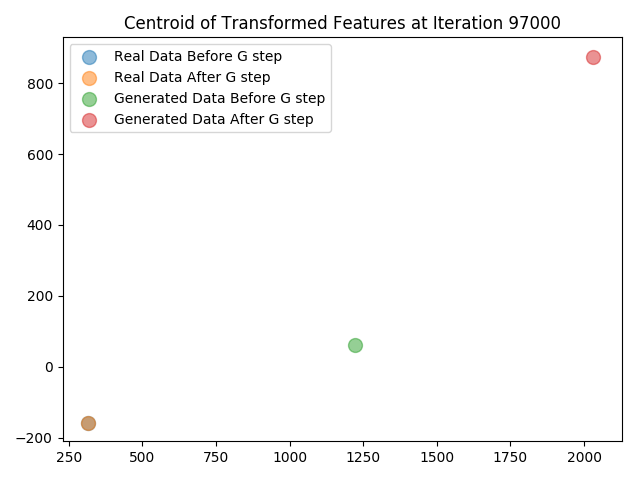 Centroid of Transformed Features at Iteration 97000
Real Data Before G step
Real Data After G step
Generated Data Before G step
Generated Data After G step
800
600
400
200
0
−200
250
500
750
1000
1250
1500
1750
2000